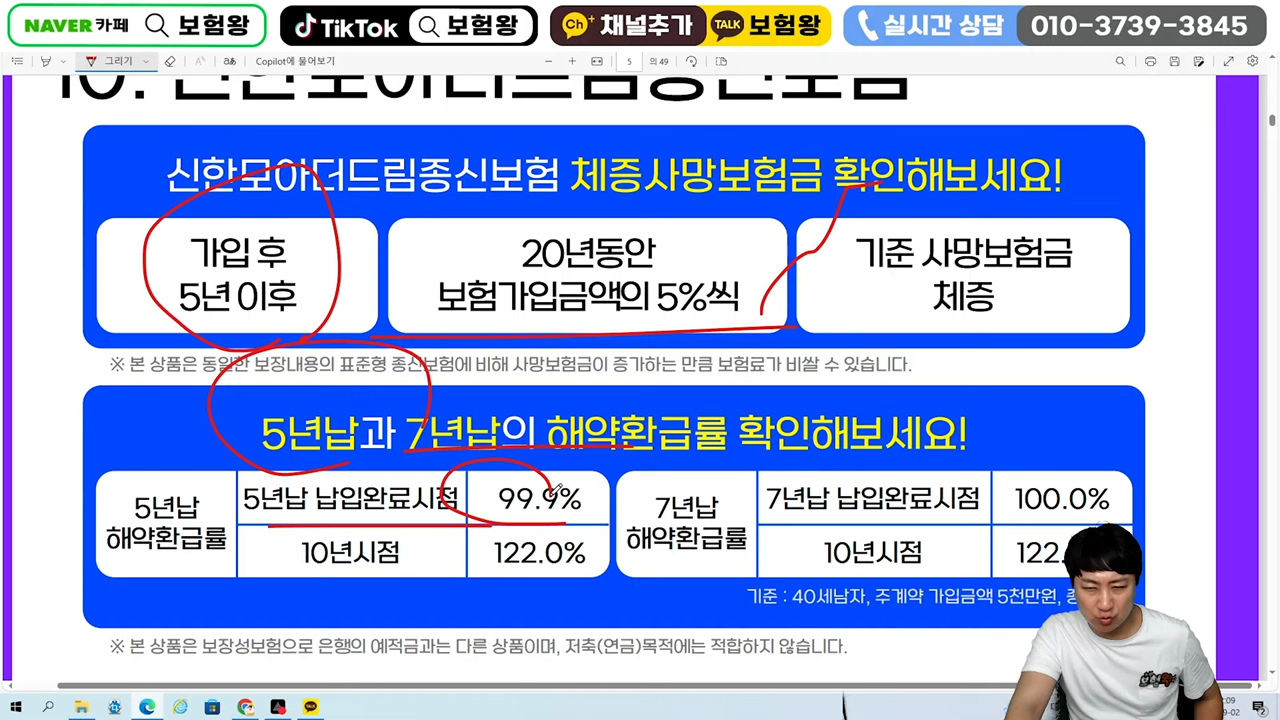 NAVER 카페 보험왕 TikTok 보험왕 Ch+ 채널추가 TALK 보험왕 실시간 상담 010-3739-3845
그리기 Copilot에 물어보기 5 의 49
신한모아더드림종신보험 체증사망보험금 확인해보세요!
가입 후
5년 이후
20년동안
보험가입금액의 5%씩
기준 사망보험금
체증
※ 본 상품은 동일한 보장내용의 표준형 종신보험에 비해 사망보험금이 증가하는 만큼 보험료가 비쌀 수 있습니다.
5년납과 7년납의 해약환급률 확인해보세요!
5년납
해약환급률
5년납 납입완료시점 99.9%
10년시점 122.0%
7년납
해약환급률
7년납 납입완료시점 100.0%
10년시점 122.
기준 : 40세남자, 주계약 가입금액 5천만원,
※ 본 상품은 보장성보험으로 은행의 예적금과는 다른 상품이며, 저축(연금)목적에는 적합하지 않습니다.